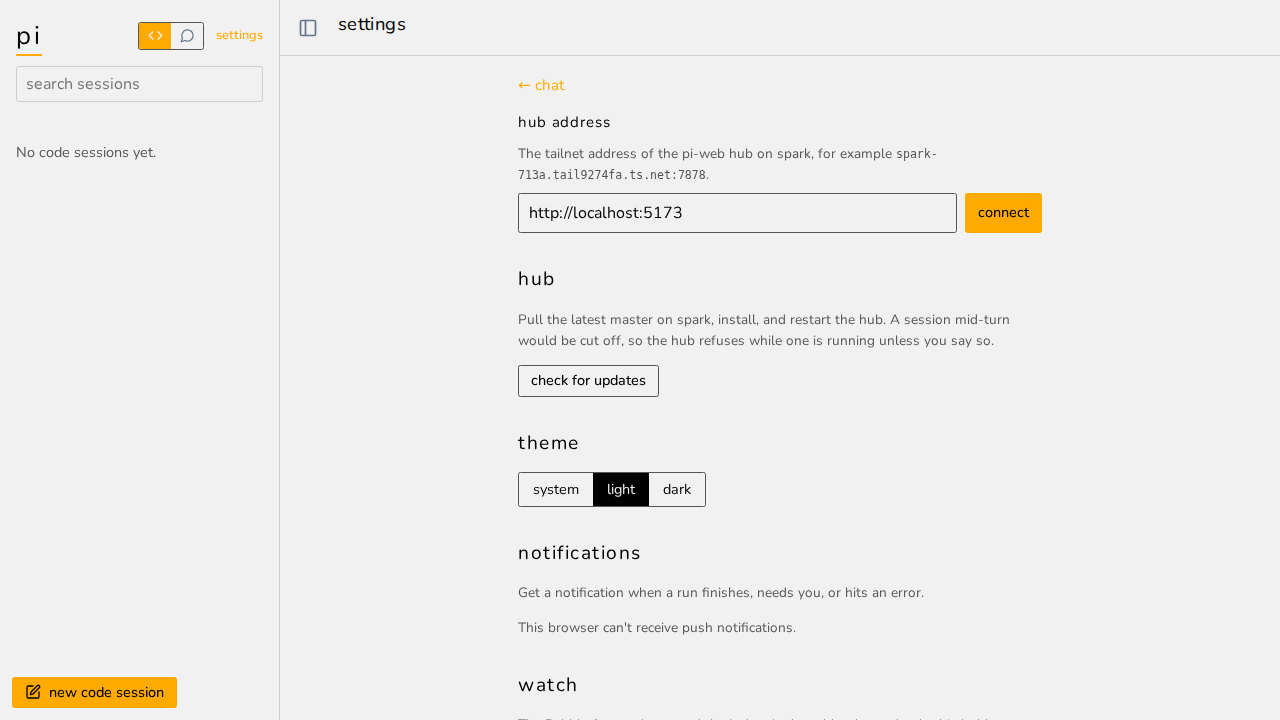 pi
settings
search sessions
No code sessions yet.
new code session
settings
← chat
hub address
The tailnet address of the pi-web hub on spark, for example spark-
713a.tail9274fa.ts.net:7878.
http://localhost:5173
connect
hub
Pull the latest master on spark, install, and restart the hub. A session mid-turn
would be cut off, so the hub refuses while one is running unless you say so.
check for updates
theme
system light dark
notifications
Get a notification when a run finishes, needs you, or hits an error.
This browser can't receive push notifications.
watch